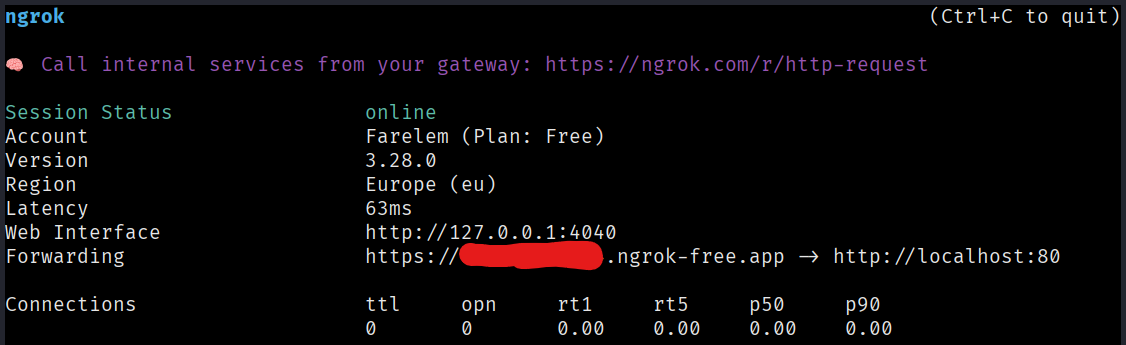 ngrok (Ctrl+C to quit)
🧠 Call internal services from your gateway: https://ngrok.com/r/http-request
Session Status online
Account Farelem (Plan: Free)
Version 3.28.0
Region Europe (eu)
Latency 63ms
Web Interface http://127.0.0.1:4040
Forwarding https:// .ngrok-free.app -> http://localhost:80
Connections ttl opn rt1 rt5 p50 p90
0 0 0.00 0.00 0.00 0.00